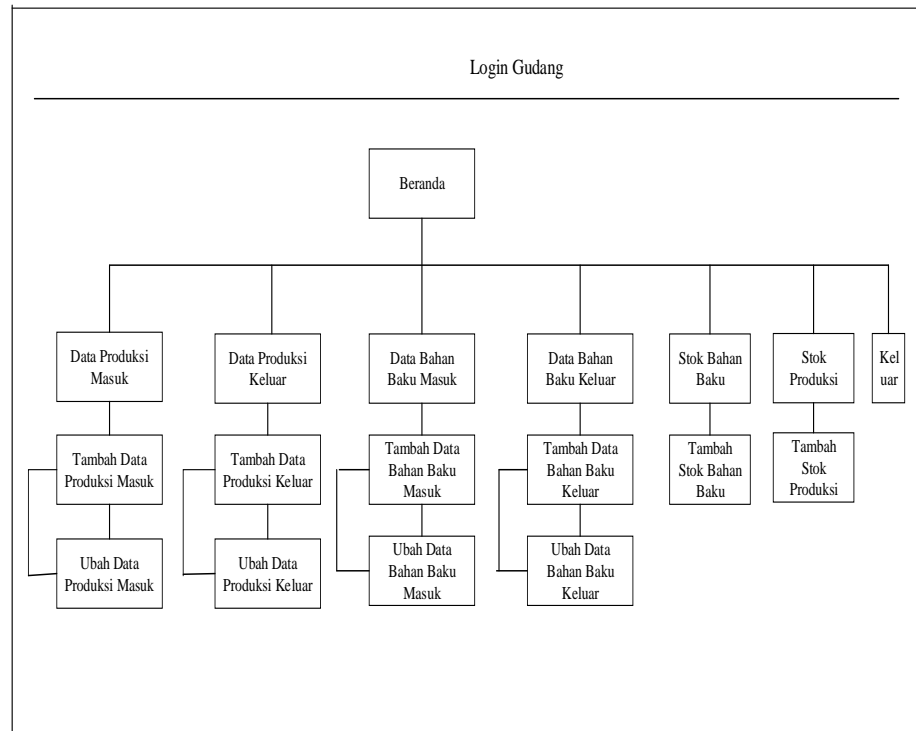 Login Gudang
Beranda
Data Produksi
Masuk
Data Produksi
Keluar
Data Bahan
Baku Masuk
Data Bahan
Baku Keluar
Stok Bahan
Baku
Stok
Produksi
Kel
uar
Tambah Data
Produksi Masuk
Tambah Data
Produksi Keluar
Tambah Data
Bahan Baku
Masuk
Tambah Data
Bahan Baku
Keluar
Tambah
Stok Bahan
Baku
Tambah
Stok
Produksi
Ubah Data
Produksi Masuk
Ubah Data
Produksi Keluar
Ubah Data
Bahan Baku
Masuk
Ubah Data
Bahan Baku
Keluar